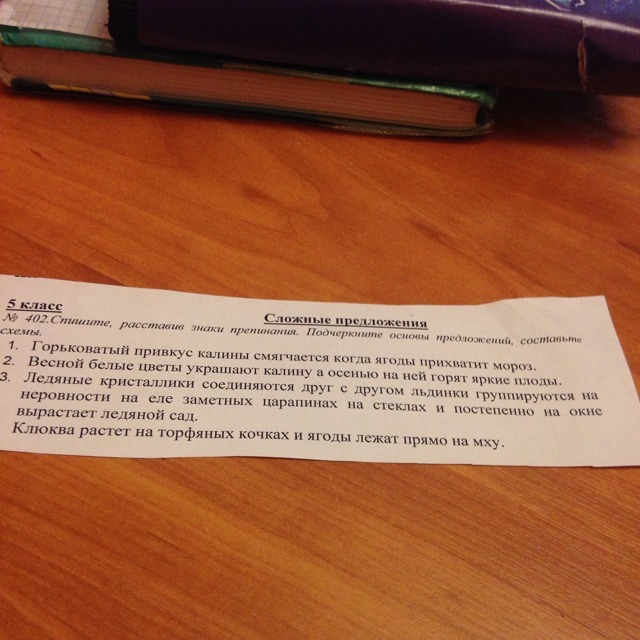 5 класс
Сложные предложения
№ 402.Спишите, расставив знаки препинания. Подчеркните основы предложений, составьте
схемы.
1. Горьковатый привкус калины смягчается когда ягоды прихватит мороз.
2. Весной белые цветы украшают калину а осенью на ней горят яркие плоды.
3. Ледяные кристаллики соединяются друг с другом льдинки группируются на
неровности на еле заметных царапинах на стеклах и постепенно на окне
вырастает ледяной сад.
Клюква растет на торфяных кочках и ягоды лежат прямо на мху.